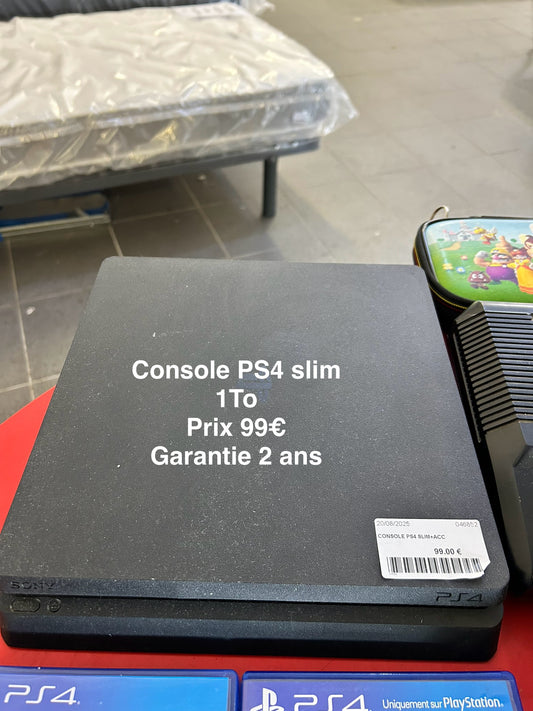 Console PS4 slim
1To
Prix 99€
Garantie 2 ans
20/08/2025 046852
CONSOLE PS4 SLIM+ACC
99.00 €
SONY
PS4
PS4
PS4 Uniquement sur PlayStation